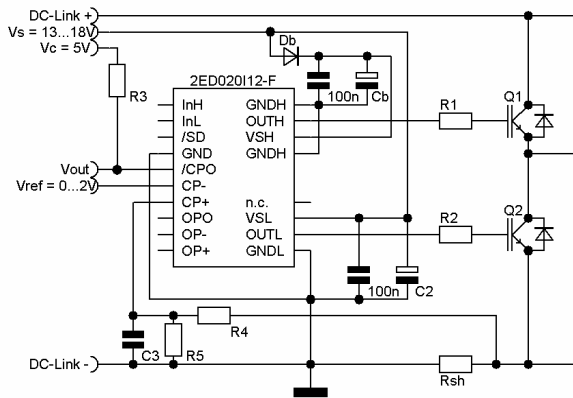 DC-Link +
Vs = 13...18V
Vc = 5V
Db
R3
2ED020I12-F
100n
Cb
InH
GNDH
InL
OUTH
R1
Q1
/SD
VSH
GND
GNDH
Vout
/CPO
Vref = 0...2V
CP-
CP+
n.c.
OPO
VSL
R2
Q2
OP-
OUTL
OP+
GNDL
100n
C2
R4
C3
R5
DC-Link -
Rsh